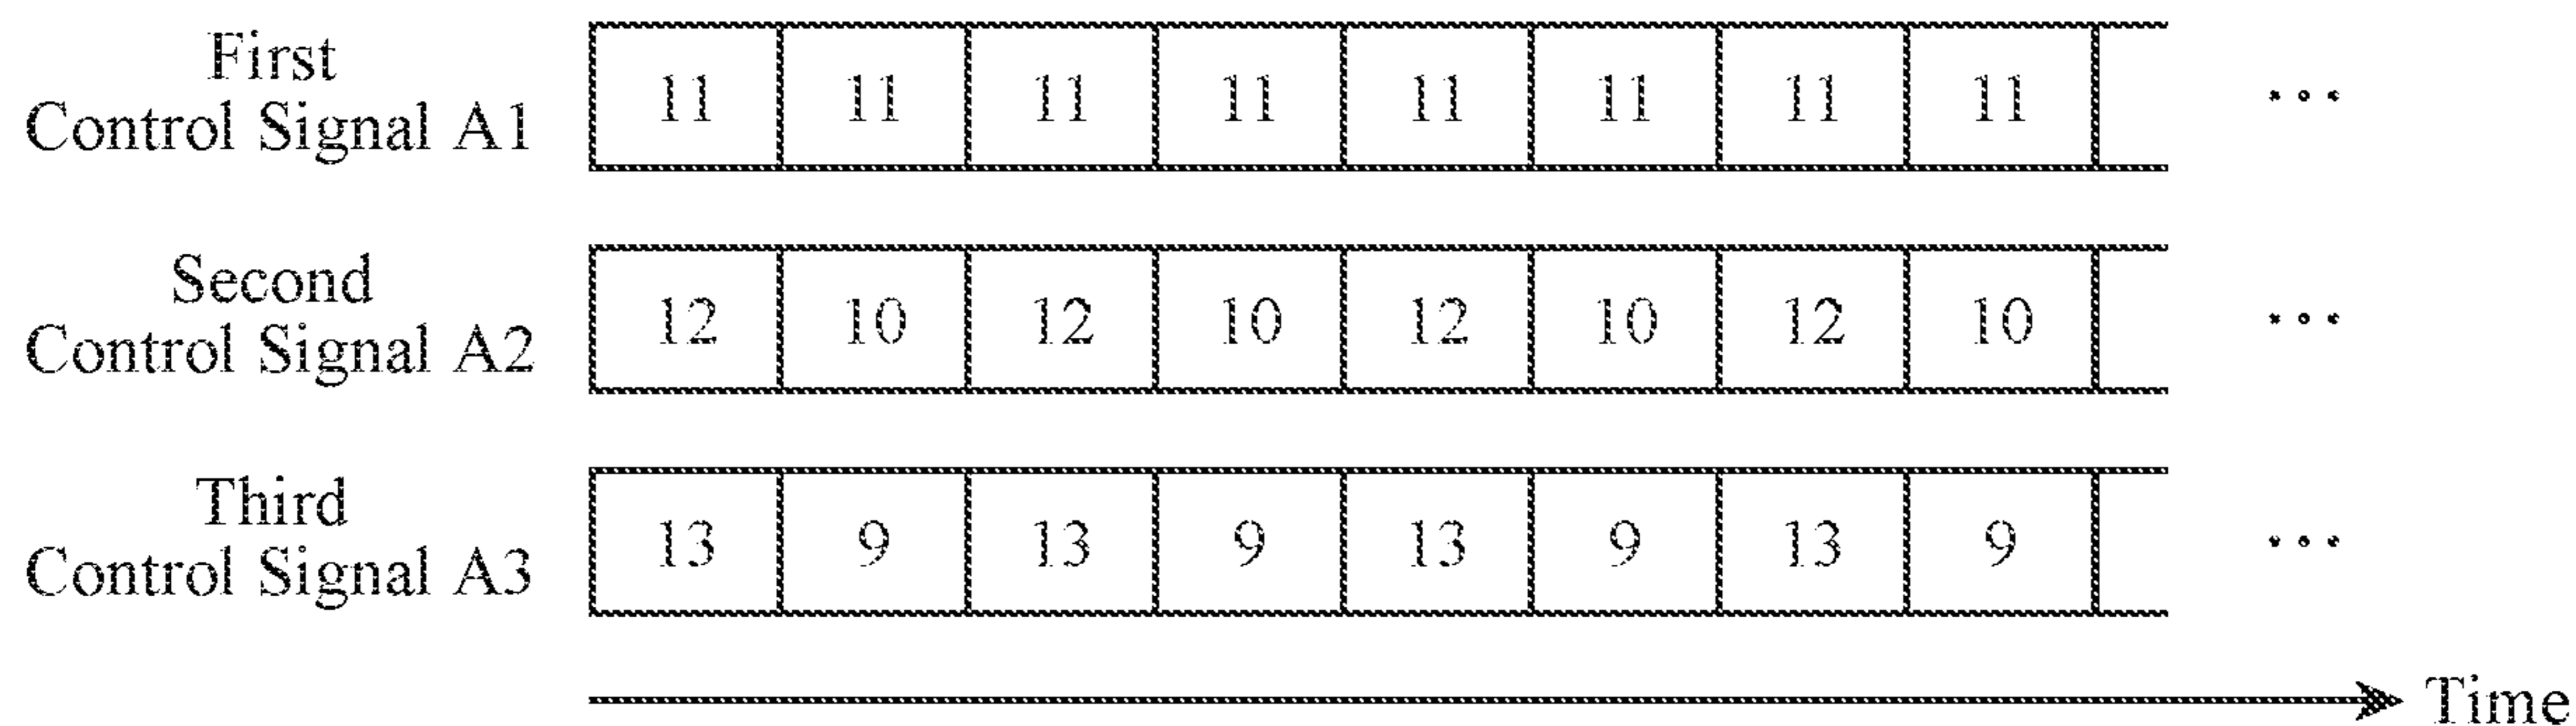 First
Control Signal A1
11 11 11 11 11 11 11 11 ...
Second
Control Signal A2
12 10 12 10 12 10 12 10 ...
Third
Control Signal A3
13 9 13 9 13 9 13 9 ...
Time